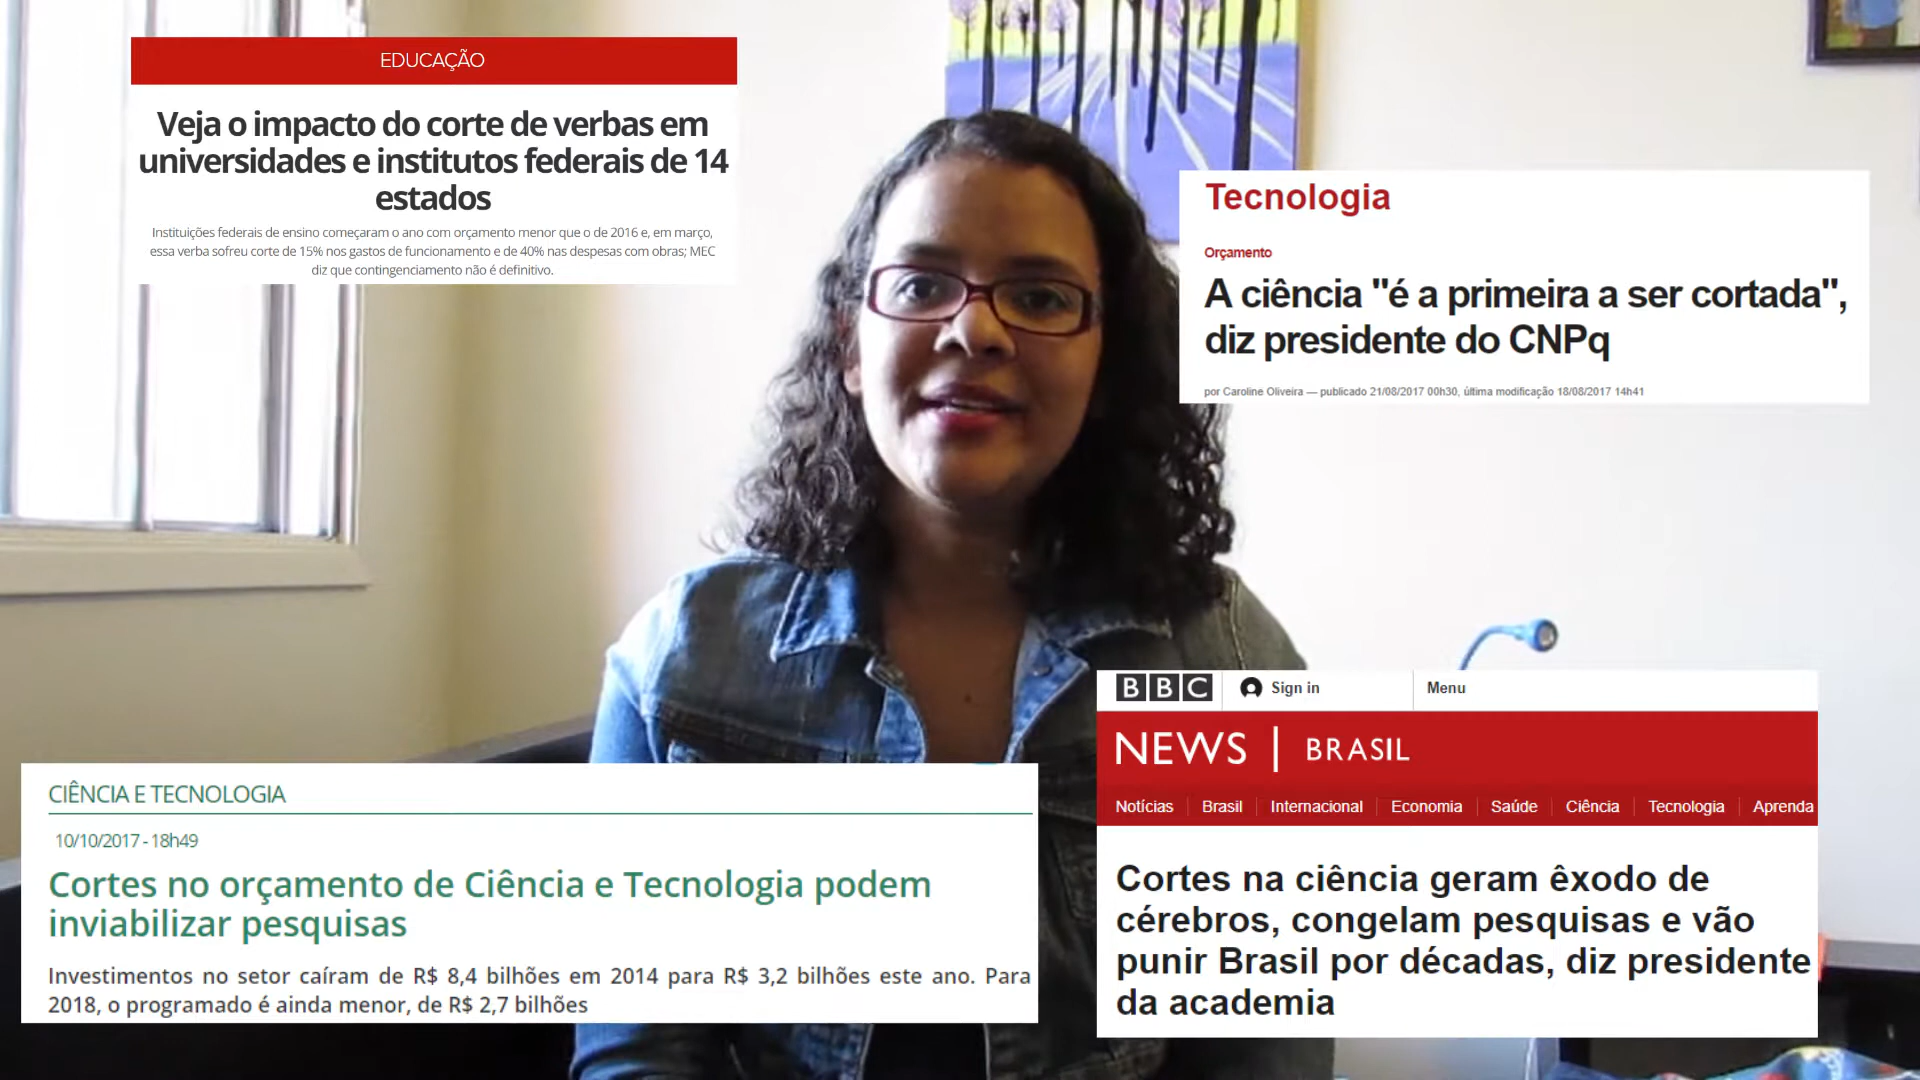 EDUCAÇÃO
Veja o impacto do corte de verbas em
universidades e institutos federais de 14
estados
Instituições federais de ensino começaram o ano com orçamento menor que o de 2016 e, em março,
essa verba sofreu corte de 15% nos gastos de funcionamento e de 40% nas despesas com obras; MEC
diz que contingenciamento não é definitivo.
Tecnologia
Orçamento
A ciência "é a primeira a ser cortada",
diz presidente do CNPq
por Caroline Oliveira — publicado 21/08/2017 00h30, última modificação 18/08/2017 14h41
CIÊNCIA E TECNOLOGIA
10/10/2017 - 18h49
Cortes no orçamento de Ciência e Tecnologia podem
inviabilizar pesquisas
Investimentos no setor caíram de R$ 8,4 bilhões em 2014 para R$ 3,2 bilhões este ano. Para
2018, o programado é ainda menor, de R$ 2,7 bilhões
BBC Sign in Menu
NEWS | BRASIL
Notícias Brasil Internacional Economia Saúde Ciência Tecnologia Aprenda
Cortes na ciência geram êxodo de
cérebros, congelam pesquisas e vão
punir Brasil por décadas, diz presidente
da academia